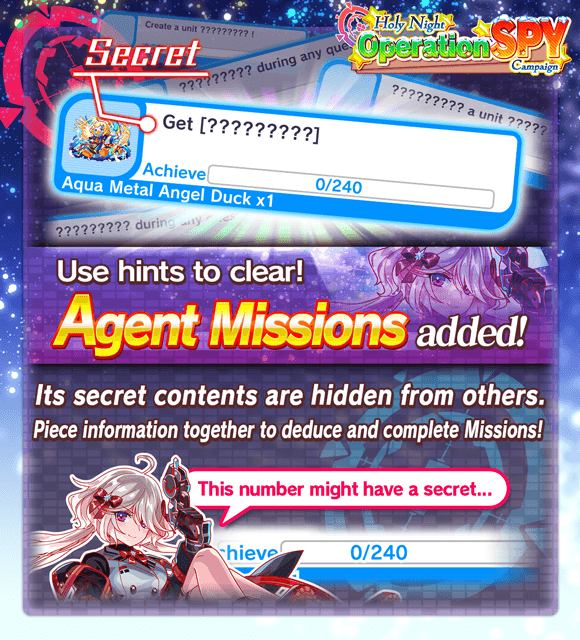 Create a unit ????????? !
Holy Night
Operation SPY
Campaign
Secret
????????? during any que
????????? a unit ?????
Get [?????????]
Achieve
0/240
Aqua Metal Angel Duck x1
????????? during any
Use hints to clear!
Agent Missions added!
Its secret contents are hidden from others.
Piece information together to deduce and complete Missions!
This number might have a secret...
chieve
0/240